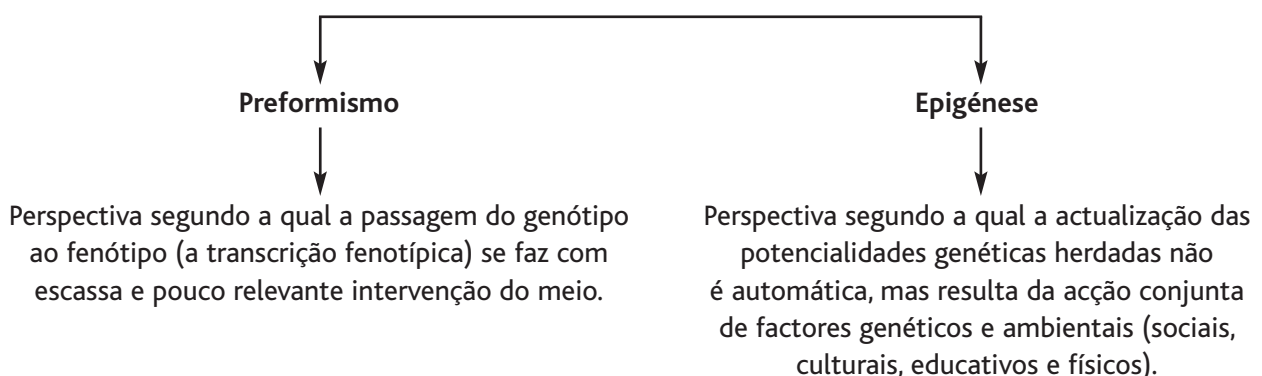 Preformismo
Perspectiva segundo a qual a passagem do genótipo
ao fenótipo (a transcrição fenotípica) se faz com
escassa e pouco relevante intervenção do meio.
Epigénese
Perspectiva segundo a qual a actualização das
potencialidades genéticas herdadas não
é automática, mas resulta da acção conjunta
de factores genéticos e ambientais (sociais,
culturais, educativos e físicos).